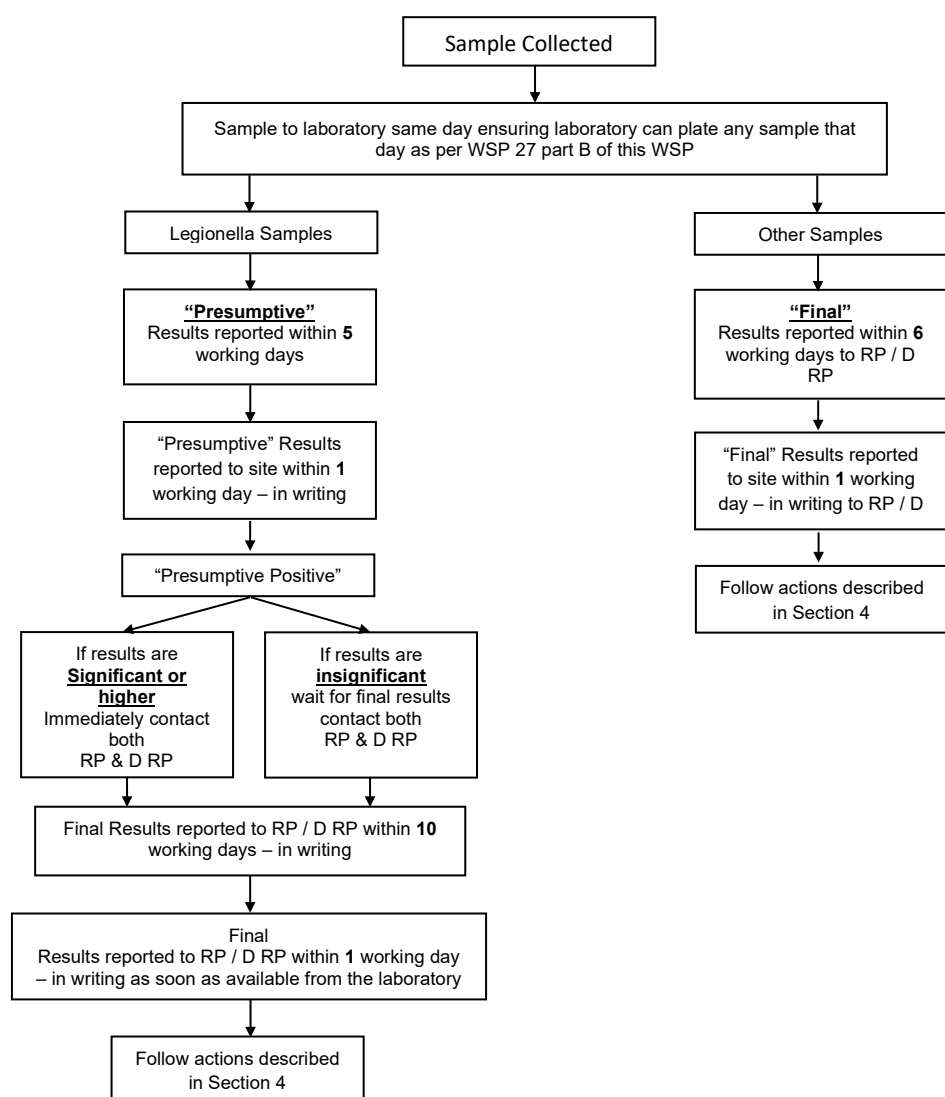 Sample Collected
Sample to laboratory same day ensuring laboratory can plate any sample that
day as per WSP 27 part B of this WSP
Legionella Samples
“Presumptive”
Results reported within 5
working days
“Presumptive” Results
reported to site within 1
working day – in writing
“Presumptive Positive”
If results are
Significant or
higher
Immediately contact
both
RP & D RP
If results are
insignificant
wait for final results
contact both
RP & D RP
Final Results reported to RP / D RP within 10
working days – in writing
Final
Results reported to RP / D RP within 1 working day
– in writing as soon as available from the laboratory
Follow actions described
in Section 4
Other Samples
“Final”
Results reported within 6
working days to RP / D
RP
“Final” Results reported
to site within 1 working
day – in writing to RP / D
Follow actions described
in Section 4